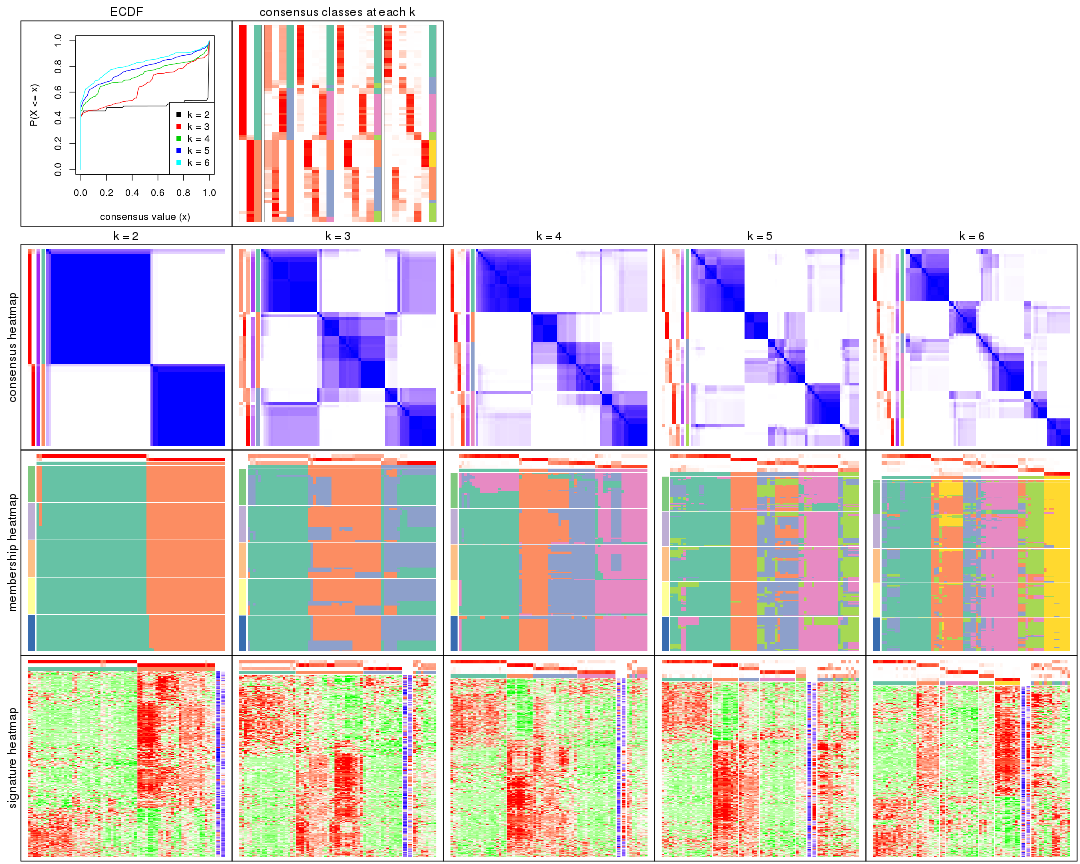 ECDF
consensus classes at each k
P(X <= x)
0.0 0.2 0.4 0.6 0.8 1.0
k = 2
k = 3
k = 4
k = 5
k = 6
0.0 0.2 0.4 0.6 0.8 1.0
consensus value (x)
k = 2
k = 3
k = 4
k = 5
k = 6
consensus heatmap
membership heatmap
signature heatmap